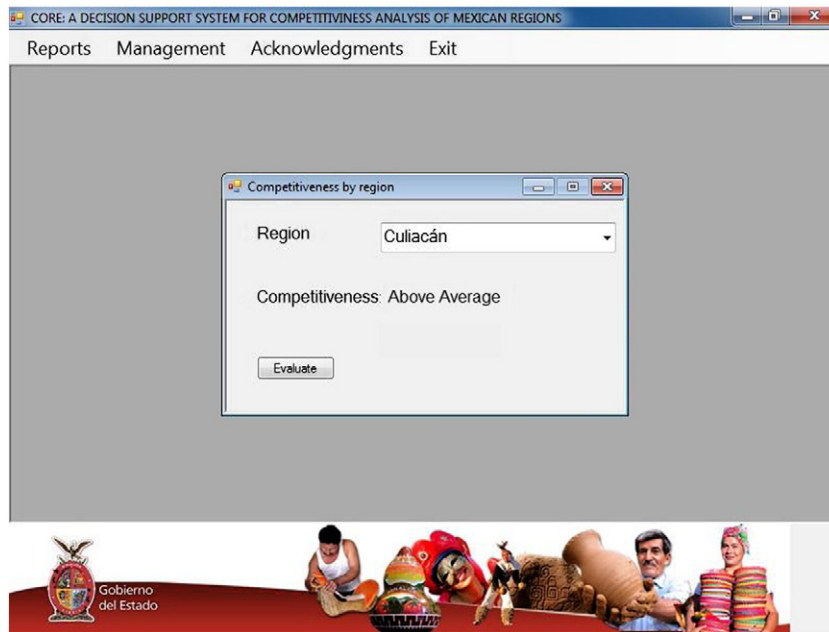 CORE: A DECISION SUPPORT SYSTEM FOR COMPETITIVINESS ANALYSIS OF MEXICAN REGIONS
Reports Management Acknowledgments Exit
Competitiveness by region
Region Culiacán
Competitiveness: Above Average
Evaluate
Gobierno
del Estado